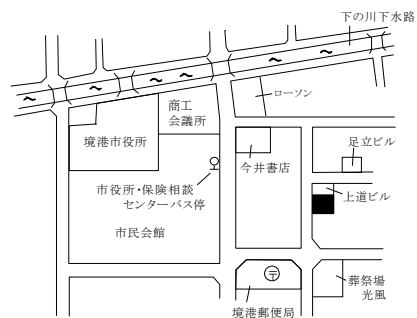 下の川下水路
ローソン
商工
会議所
境港市役所
足立ビル
今井書店
市役所・保険相談
センターバス停
上道ビル
市民会館
葬祭場
光風
〒
境港郵便局